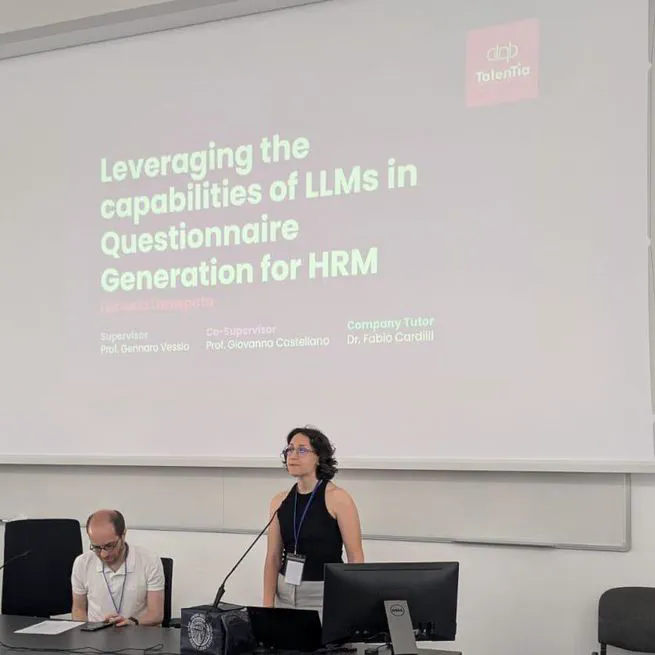 TalenTia
Leveraging the
capabilities of LLMs in
Questionnaire
Generation for HRM
Supervisor
Prof. Gennaro Vessio
Co-Supervisor
Prof. Giovanna Castellano
Company Tutor
Dr. Fabio Cardilli
DELL